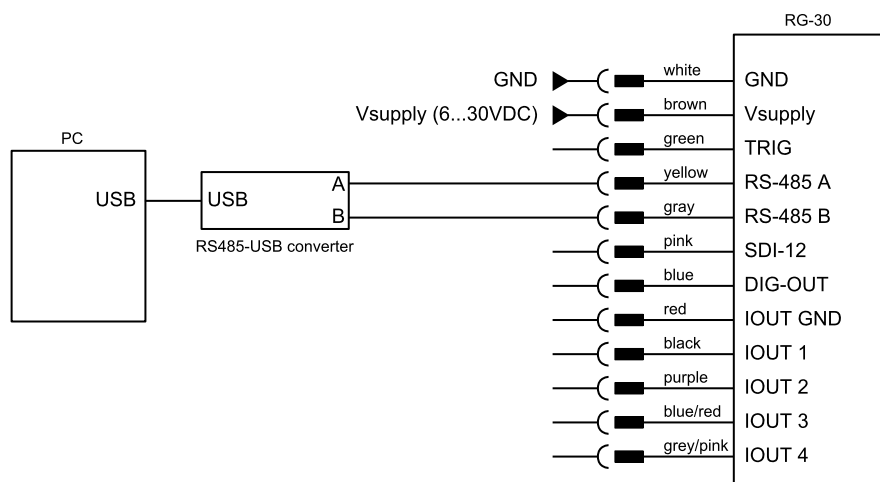 RG-30
GND white GND
Vsupply (6...30VDC) brown Vsupply
green TRIG
PC
yellow RS-485 A
USB USB A
B gray RS-485 B
RS485-USB converter
pink SDI-12
blue DIG-OUT
red IOUT GND
black IOUT 1
purple IOUT 2
blue/red IOUT 3
grey/pink IOUT 4